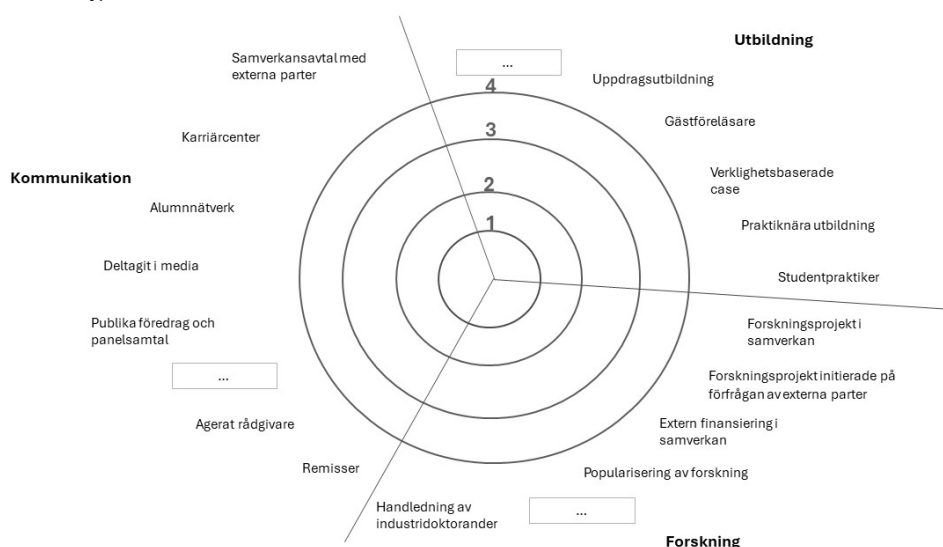 Utbildning
Samverkansavtal med
externa parter
...
Uppdragsutbildning
4
Gästföreläsare
3
Karriärcenter
Verklighetsbaserade
case
Kommunikation
2
Alumnnätverk
1
Praktiknära utbildning
Deltagit i media
Studentpraktiker
Publika föredrag och
panelsamtal
Forskningsprojekt i
samverkan
...
Forskningsprojekt initierade på
förfrågan av externa parter
Agerat rådgivare
Extern finansiering i
samverkan
Remisser
Popularisering av forskning
Handledning av
industridoktorander
...
Forskning